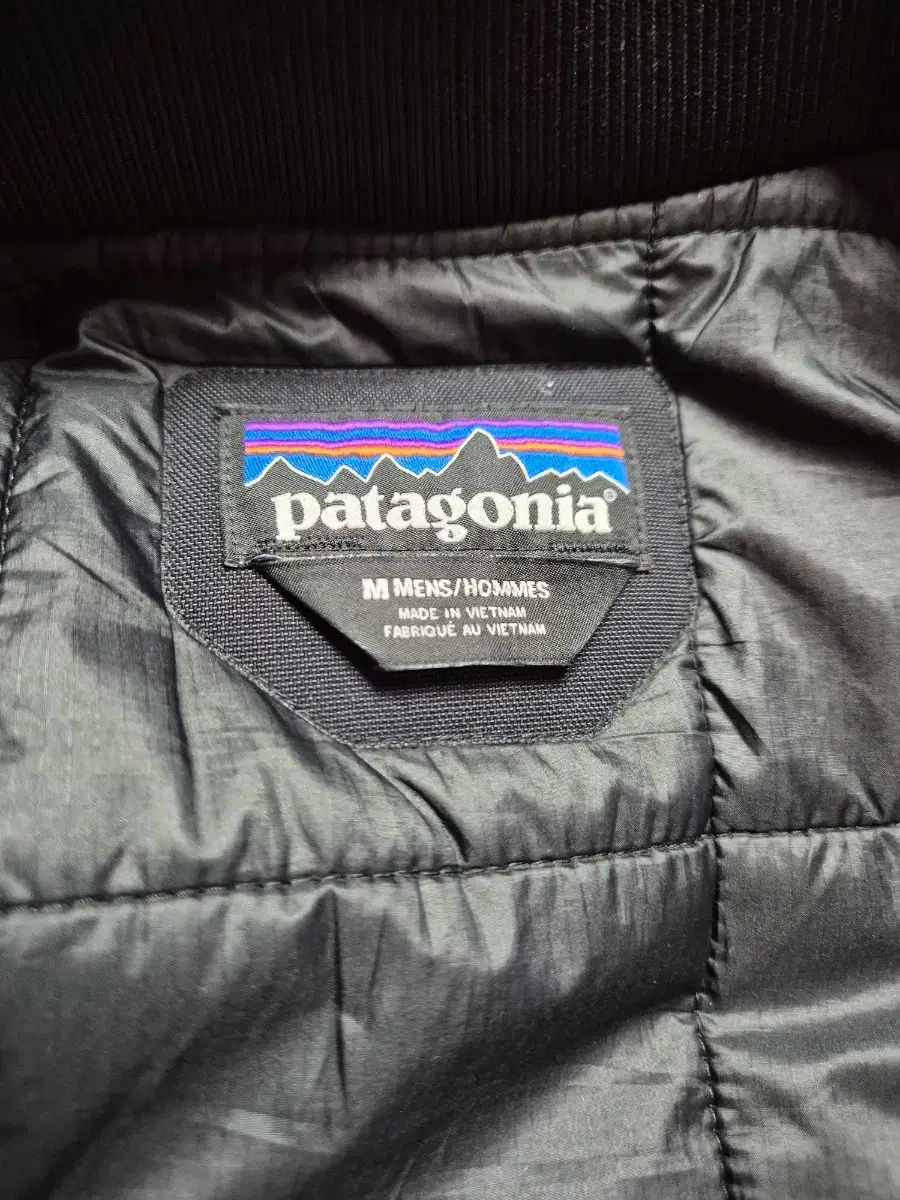 patagonia®
M MENS/HOMMES
MADE IN VIETNAM
FABRIQUÉ AU VIETNAM